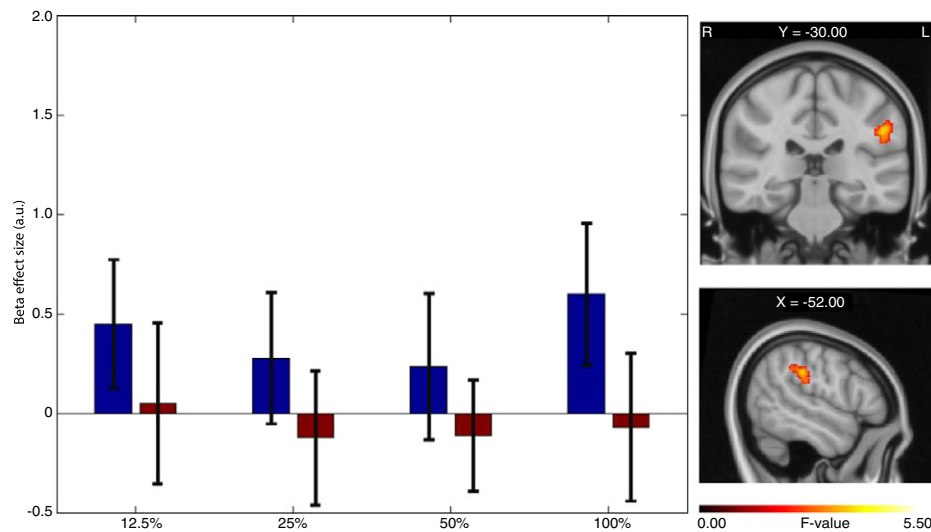 2.0
1.5
1.0
0.5
0
-0.5
Beta effect size (a.u.)
12.5% 25% 50% 100%
R Y = -30.00 L
X = -52.00
0.00 F-value 5.50